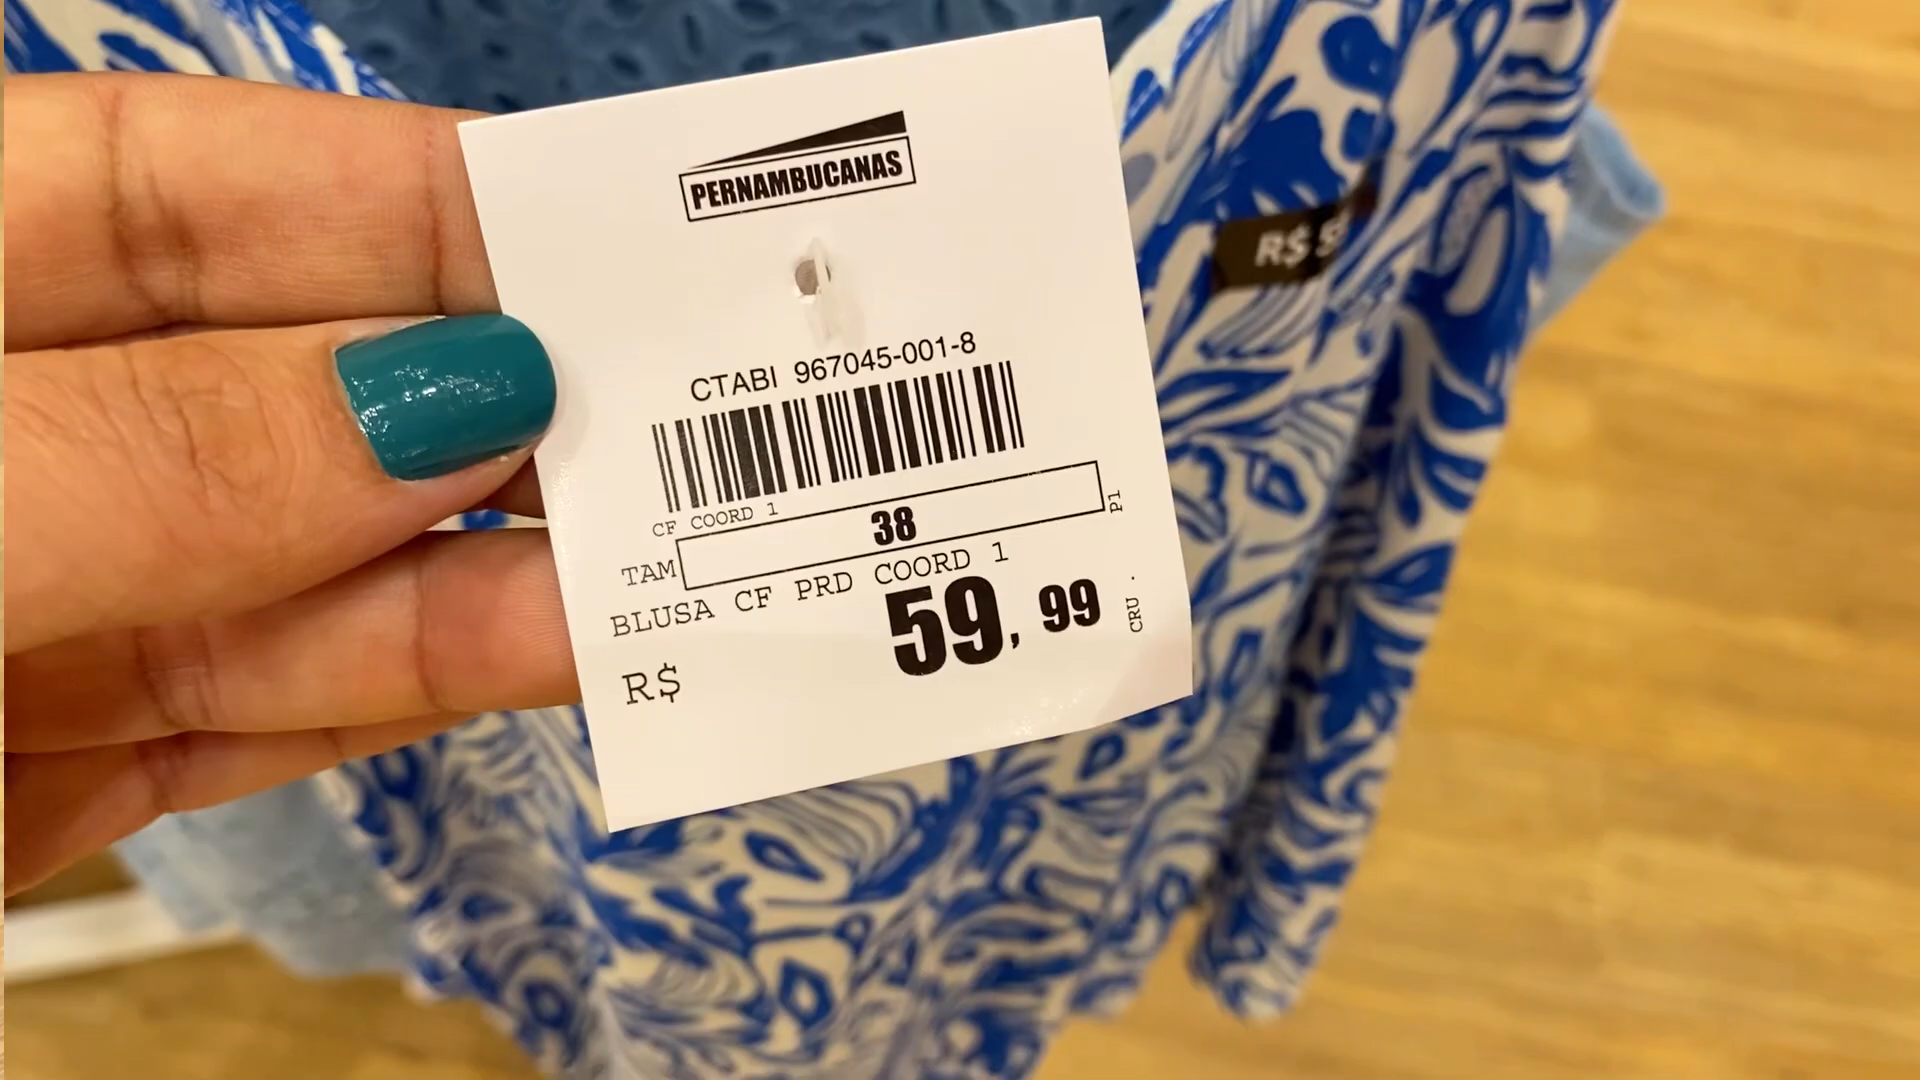 PERNAMBUCANAS
CTABI 967045-001-8
CF COORD 1
P1
TAM 38
BLUSA CF PRD COORD 1
R$ 59,99
CRU.
R$